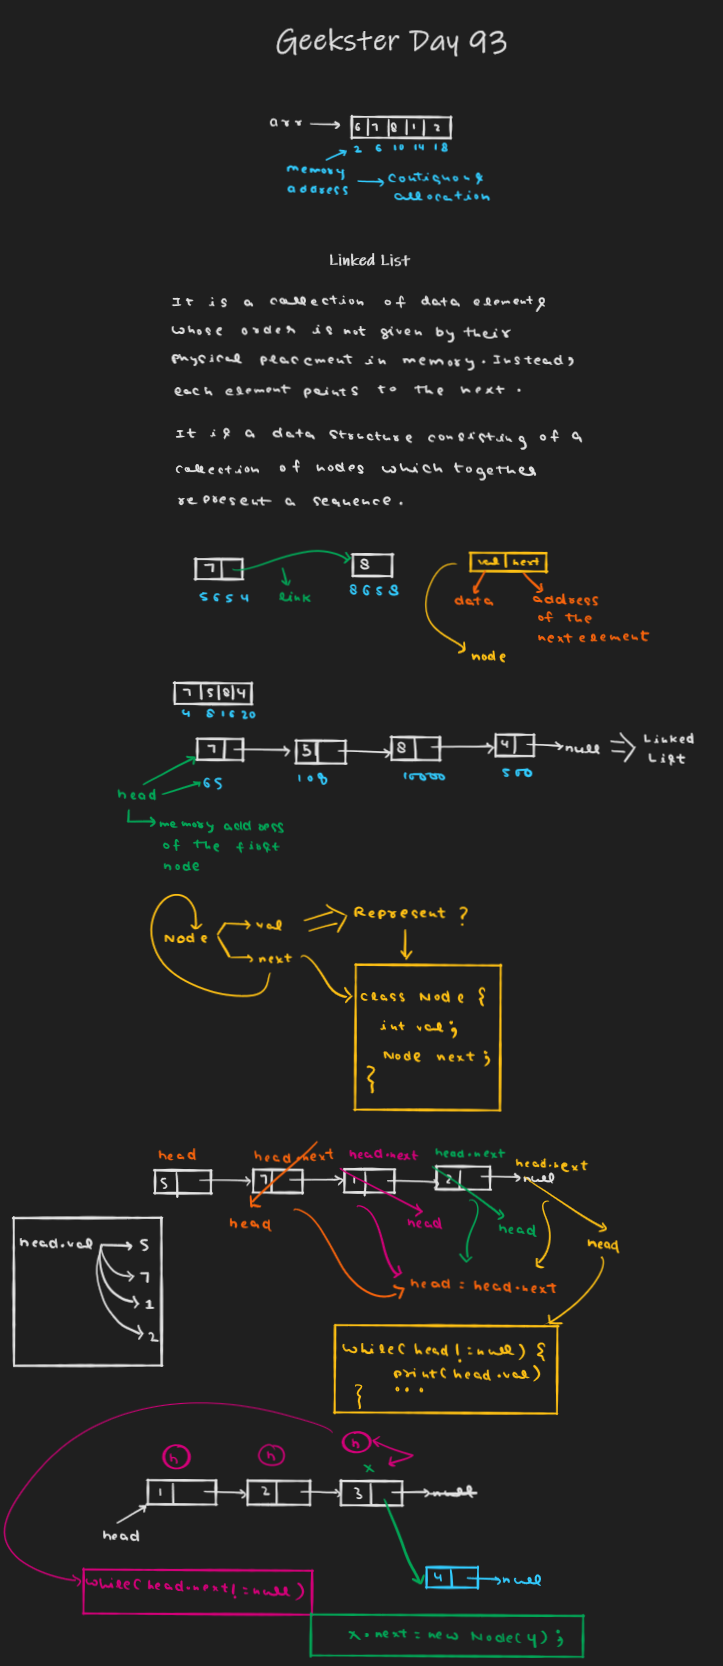 Geekster Day 93
arr
6 7 8 1 2
2 6 10 14 18
memory
address
contiguous
allocation
Linked List
It is a collection of data elements
whose order is not given by their
physical placement in memory. Instead,
each element points to the next.
It is a data structure consisting of a
collection of nodes which together
represent a sequence.
7
5654
link
8
8658
val next
data
address
of the
next element
node
7 5 8 4
4 8 16 20
7 5 8 4 null
Linked
List
65 108 10000 500
head
memory address
of the first
node
Node
val
next
Represent ?
class Node {
int val;
Node next;
}
head head.next head.next head.next head.next
5 7 1 2 null
head head head head
head = head.next
head.val 5
7
1
2
while(head!=null) {
print(head.val)
} ...
h h h
x
1 2 3 null
head
4 null
while(head.next!=null)
x.next = new Node(4);